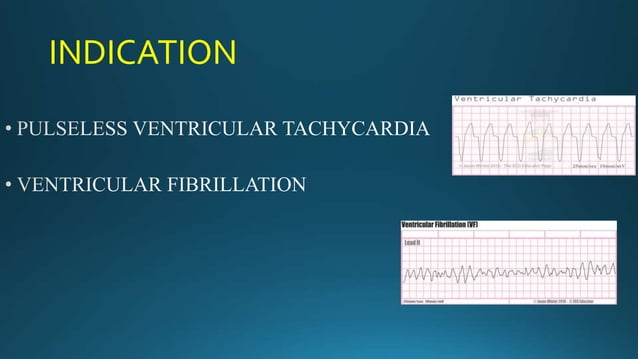 INDICATION
• PULSELESS VENTRICULAR TACHYCARDIA
Ventricular Tachycardia
• VENTRICULAR FIBRILLATION
Ventricular Fibrillation (VF)
Lead II